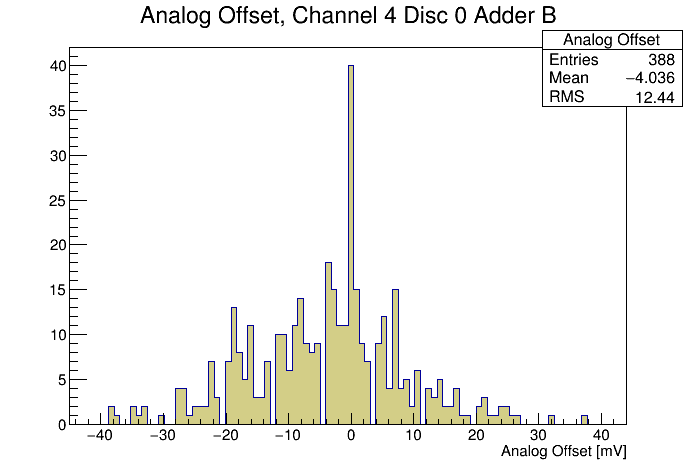 Analog Offset, Channel 4 Disc 0 Adder B
Analog Offset
Entries 388
Mean −4.036
RMS 12.44
40
35
30
25
20
15
10
5
0
−40 −30 −20 −10 0 10 20 30 40
Analog Offset [mV]